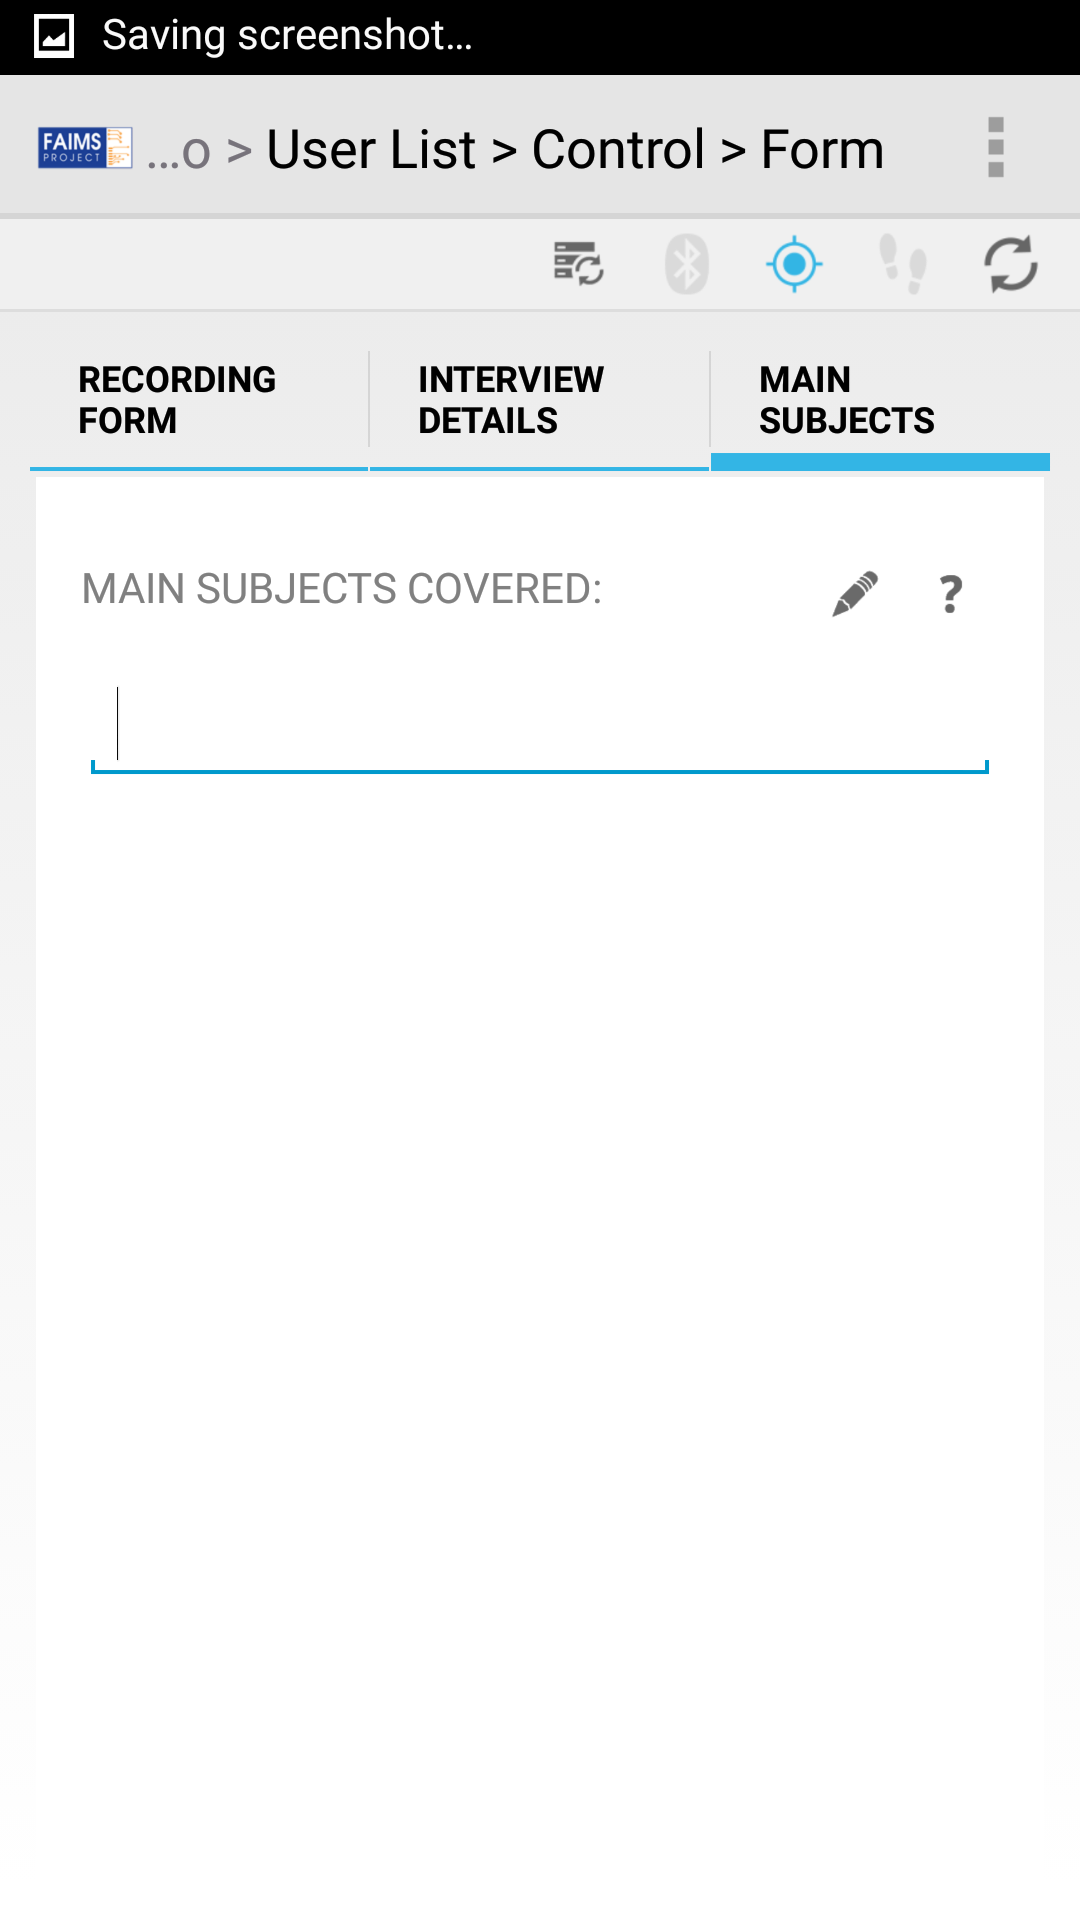 Saving screenshot...
FAIMS
PROJECT
...o > User List > Control > Form
RECORDING
FORM
INTERVIEW
DETAILS
MAIN
SUBJECTS
MAIN SUBJECTS COVERED:
?